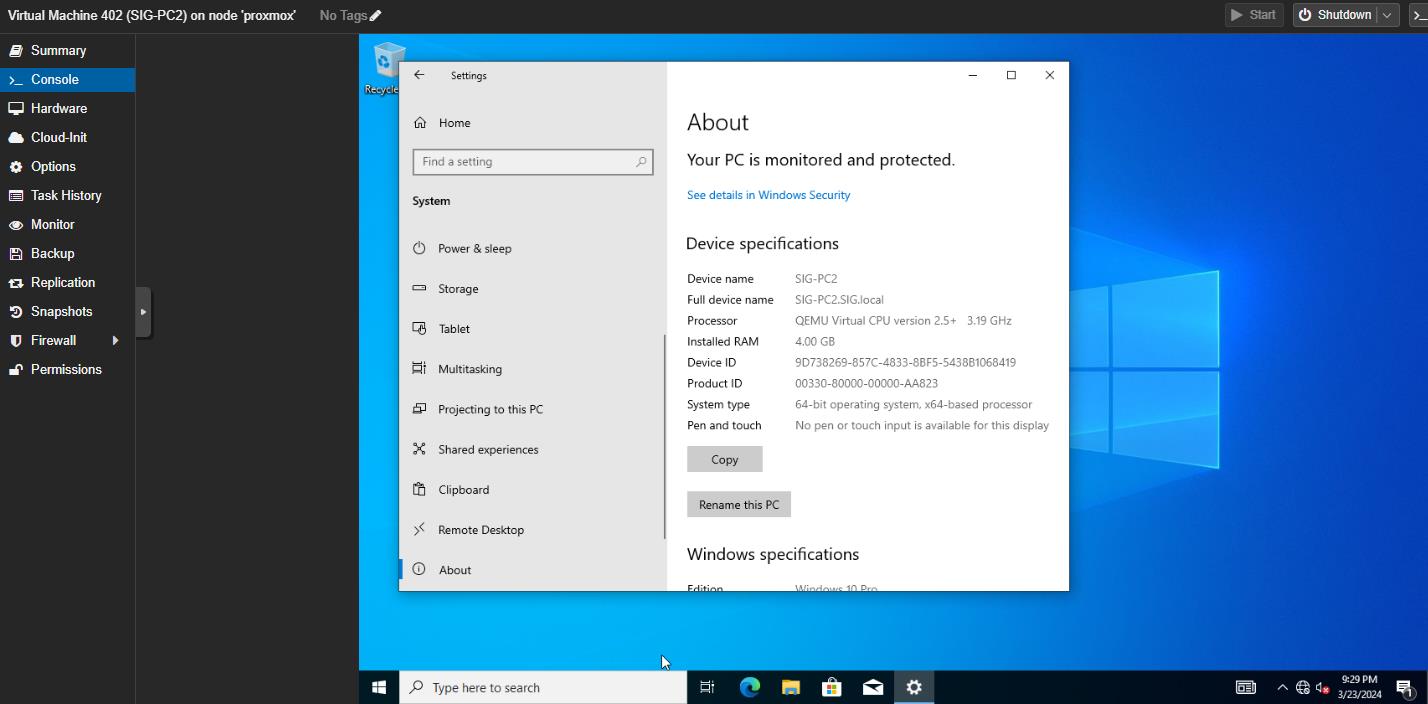 Virtual Machine 402 (SIG-PC2) on node 'proxmox' No Tags Start Shutdown
Summary
Console
Hardware
Cloud-Init
Options
Task History
Monitor
Backup
Replication
Snapshots
Firewall
Permissions
Recycle
Settings
Home
Find a setting
System
Power & sleep
Storage
Tablet
Multitasking
Projecting to this PC
Shared experiences
Clipboard
Remote Desktop
About
About
Your PC is monitored and protected.
See details in Windows Security
Device specifications
Device name SIG-PC2
Full device name SIG-PC2.SIG.local
Processor QEMU Virtual CPU version 2.5+ 3.19 GHz
Installed RAM 4.00 GB
Device ID 9D738269-857C-4833-8BF5-5438B1068419
Product ID 00330-80000-00000-AA823
System type 64-bit operating system, x64-based processor
Pen and touch No pen or touch input is available for this display
Copy
Rename this PC
Windows specifications
Edition Windows 10 Pro
Type here to search
9:29 PM
3/23/2024
1